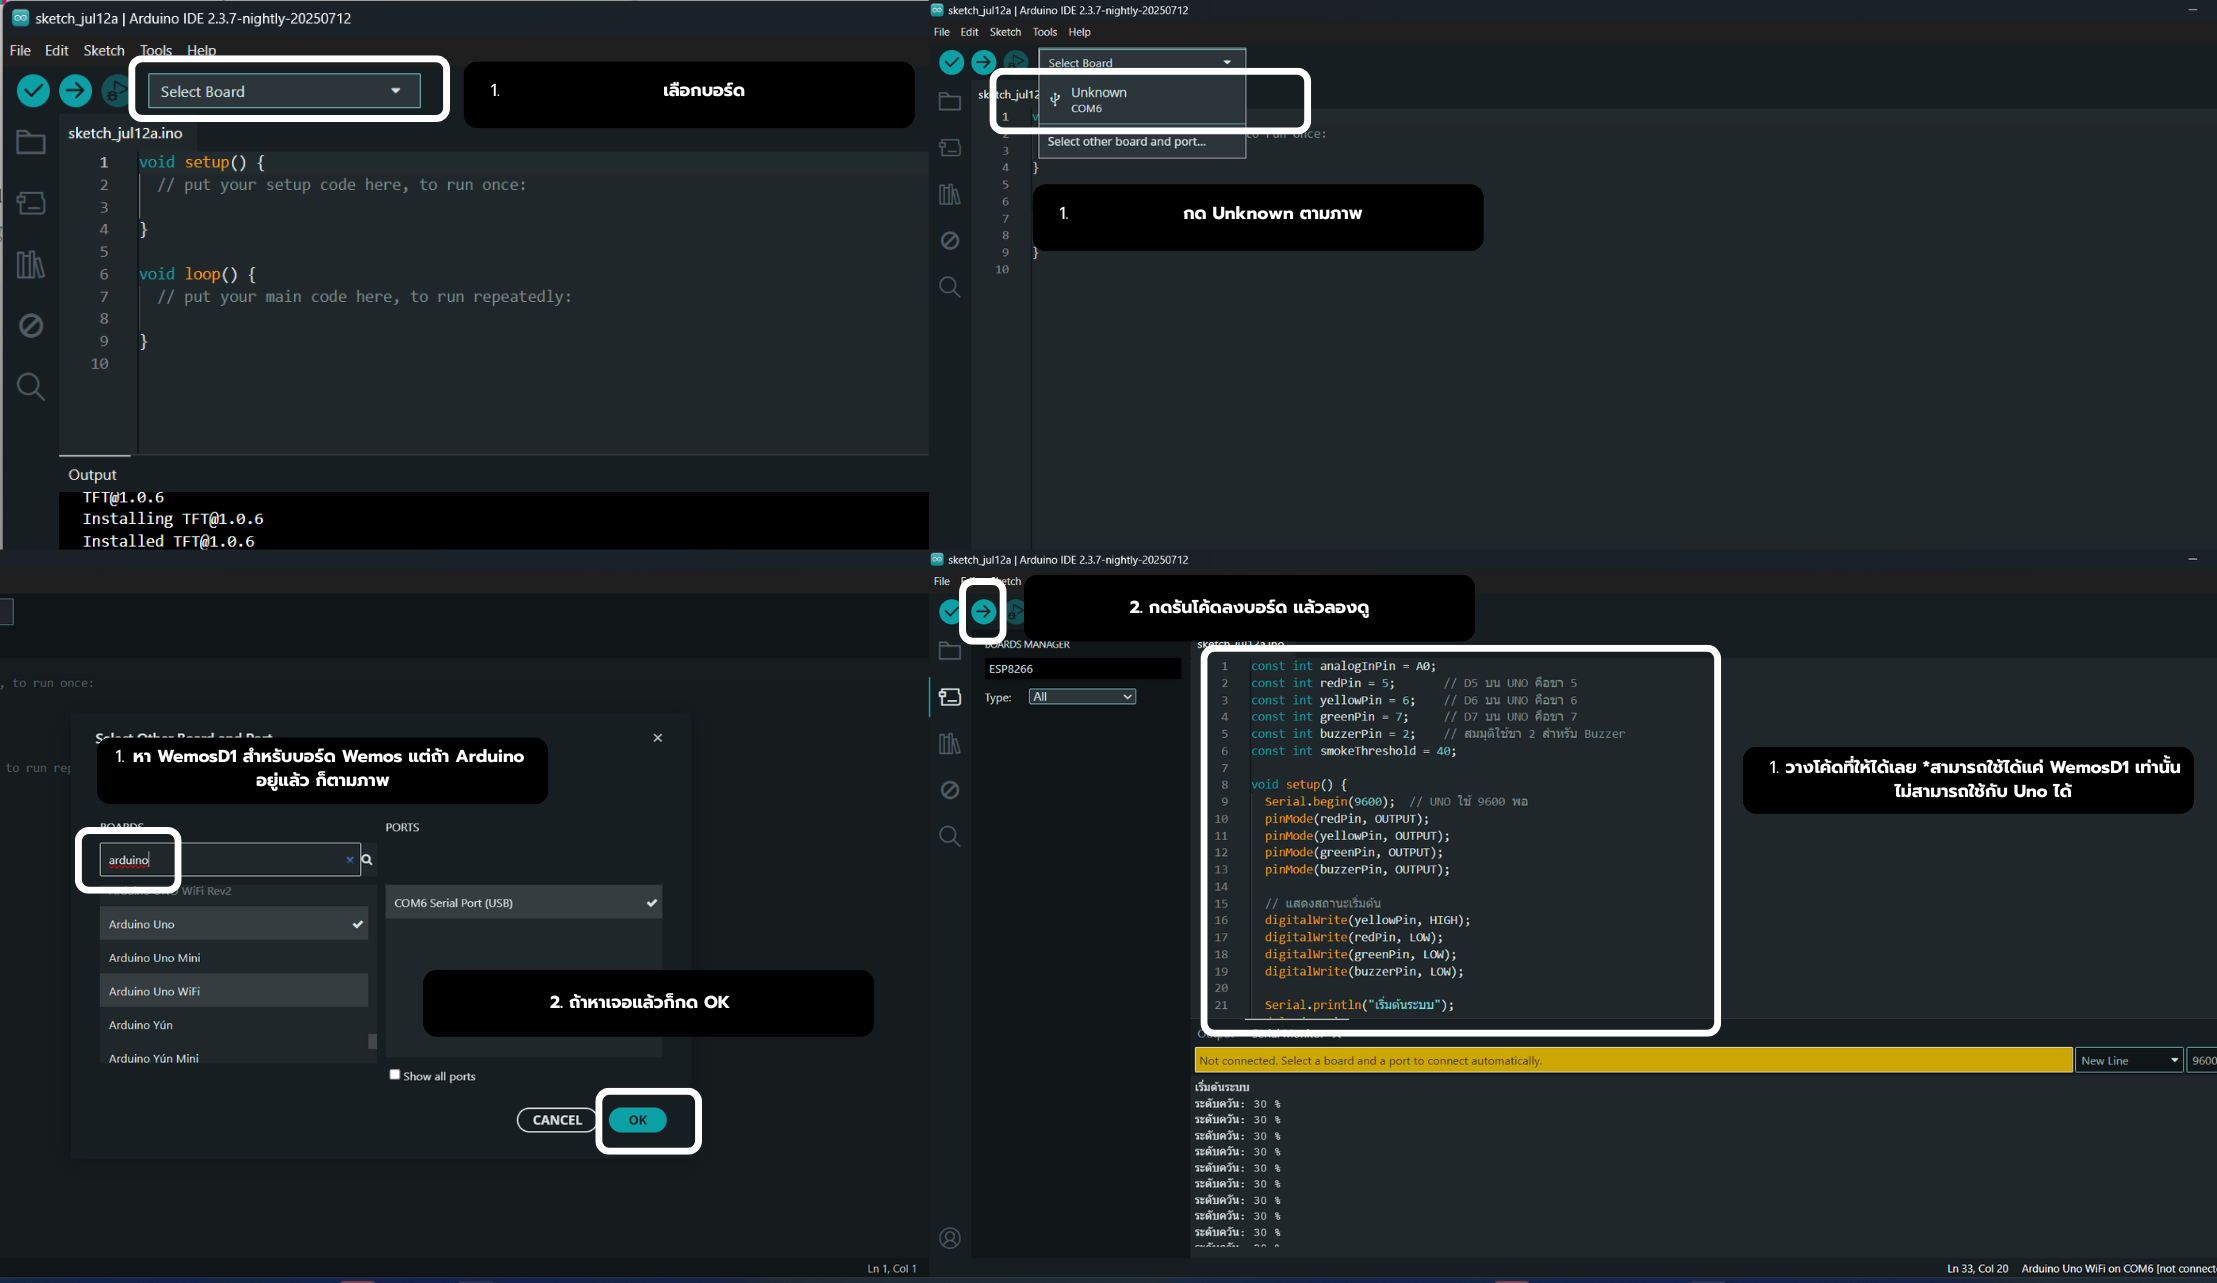 sketch_jul12a | Arduino IDE 2.3.7-nightly-20250712
File Edit Sketch Tools Help
Select Board
1. เลือกบอร์ด
sketch_jul12a.ino
1 void setup() {
2 // put your setup code here, to run once:
3
4 }
5
6 void loop() {
7 // put your main code here, to run repeatedly:
8
9 }
10
Output
TFT@1.0.6
Installing TFT@1.0.6
Installed TFT@1.0.6
sketch_jul12a | Arduino IDE 2.3.7-nightly-20250712
File Edit Sketch Tools Help
Select Board
sketch_jul12
Unknown
COM6
Select other board and port...
to run once:
1 v
2
3
4 }
5
6
7
8
9 }
10
1. กด Unknown ตามภาพ
, to run once:
to run rep
Select Other Board and Port
1. หา WemosD1 สำหรับบอร์ด Wemos แต่ถ้า Arduino
อยู่แล้ว ก็ตามภาพ
BOARDS
PORTS
arduino
Arduino UNO WiFi Rev2
Arduino Uno
Arduino Uno Mini
Arduino Uno WiFi
Arduino Yún
Arduino Yún Mini
COM6 Serial Port (USB)
2. ถ้าหาเจอแล้วก็กด OK
Show all ports
CANCEL
OK
Ln 1, Col 1
sketch_jul12a | Arduino IDE 2.3.7-nightly-20250712
File Edit Sketch
2. กดรันโค้ดลงบอร์ด แล้วลองดู
BOARDS MANAGER
ESP8266
Type: All
sketch_jul12a.ino
1 const int analogInPin = A0;
2 const int redPin = 5; // D5 บน UNO คือขา 5
3 const int yellowPin = 6; // D6 บน UNO คือขา 6
4 const int greenPin = 7; // D7 บน UNO คือขา 7
5 const int buzzerPin = 2; // สมมุติใช้ขา 2 สำหรับ Buzzer
6 const int smokeThreshold = 40;
7
8 void setup() {
9 Serial.begin(9600); // UNO ใช้ 9600 พอ
10 pinMode(redPin, OUTPUT);
11 pinMode(yellowPin, OUTPUT);
12 pinMode(greenPin, OUTPUT);
13 pinMode(buzzerPin, OUTPUT);
14
15 // แสดงสถานะเริ่มต้น
16 digitalWrite(yellowPin, HIGH);
17 digitalWrite(redPin, LOW);
18 digitalWrite(greenPin, LOW);
19 digitalWrite(buzzerPin, LOW);
20
21 Serial.println("เริ่มต้นระบบ");
1. วางโค้ดที่ให้ได้เลย *สามารถใช้ได้แค่ WemosD1 เท่านั้น
ไม่สามารถใช้กับ Uno ได้
Not connected. Select a board and a port to connect automatically.
New Line
9600
เริ่มต้นระบบ
ระดับควัน: 30 %
ระดับควัน: 30 %
ระดับควัน: 30 %
ระดับควัน: 30 %
ระดับควัน: 30 %
ระดับควัน: 30 %
ระดับควัน: 30 %
ระดับควัน: 30 %
ระดับควัน: 30 %
Ln 33, Col 20 Arduino Uno WiFi on COM6 [not connect